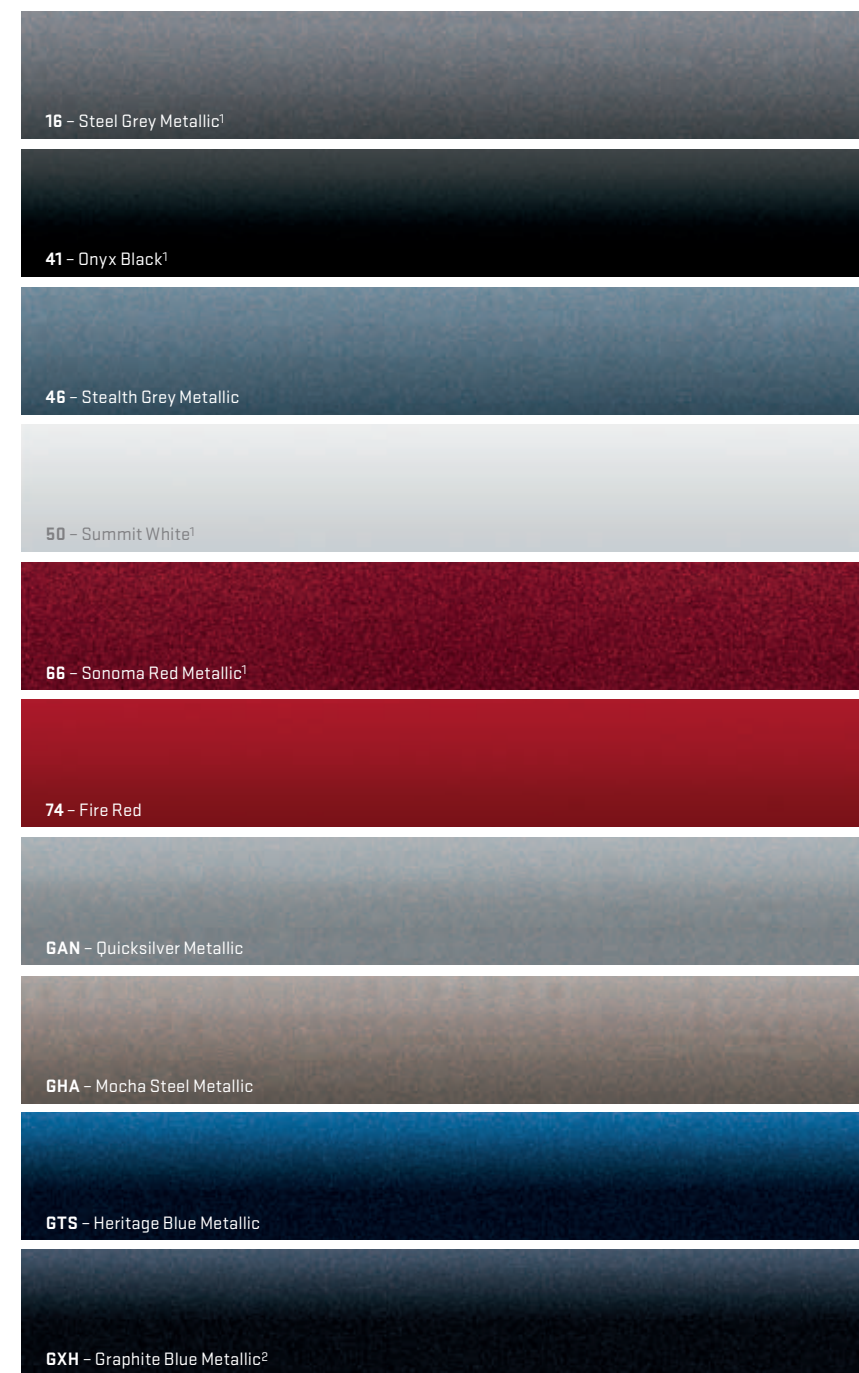 16 – Steel Grey Metallic¹
41 – Onyx Black¹
46 – Stealth Grey Metallic
50 – Summit White¹
66 – Sonoma Red Metallic¹
74 – Fire Red
GAN – Quicksilver Metallic
GHA – Mocha Steel Metallic
GTS – Heritage Blue Metallic
GXH – Graphite Blue Metallic²